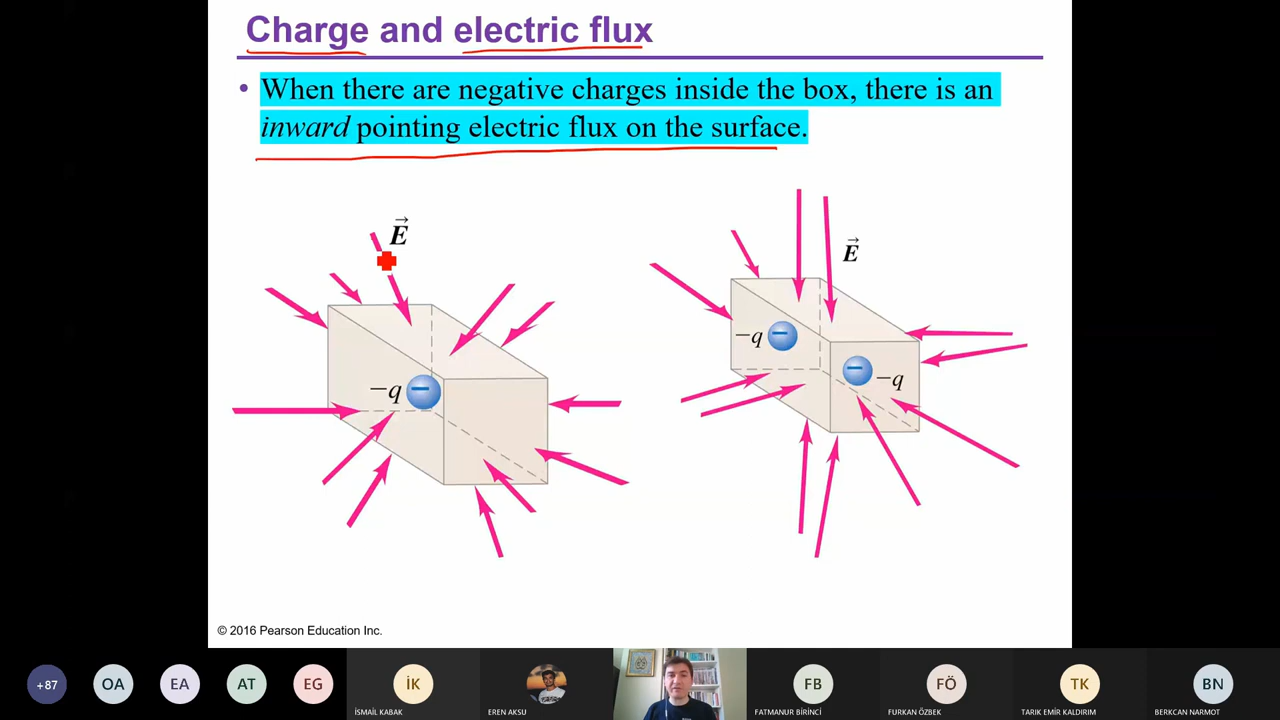 Charge and electric flux
• When there are negative charges inside the box, there is an
inward pointing electric flux on the surface.
E
E
−q
−q
−q
© 2016 Pearson Education Inc.
+87
OA
EA
AT
EG
İK
FB
FÖ
TK
BN
İSMAİL KABAK
EREN AKSU
FATMANUR BİRİNCİ
FURKAN ÖZBEK
TARIK EMİR KALDIRIM
BERKCAN NARMOT